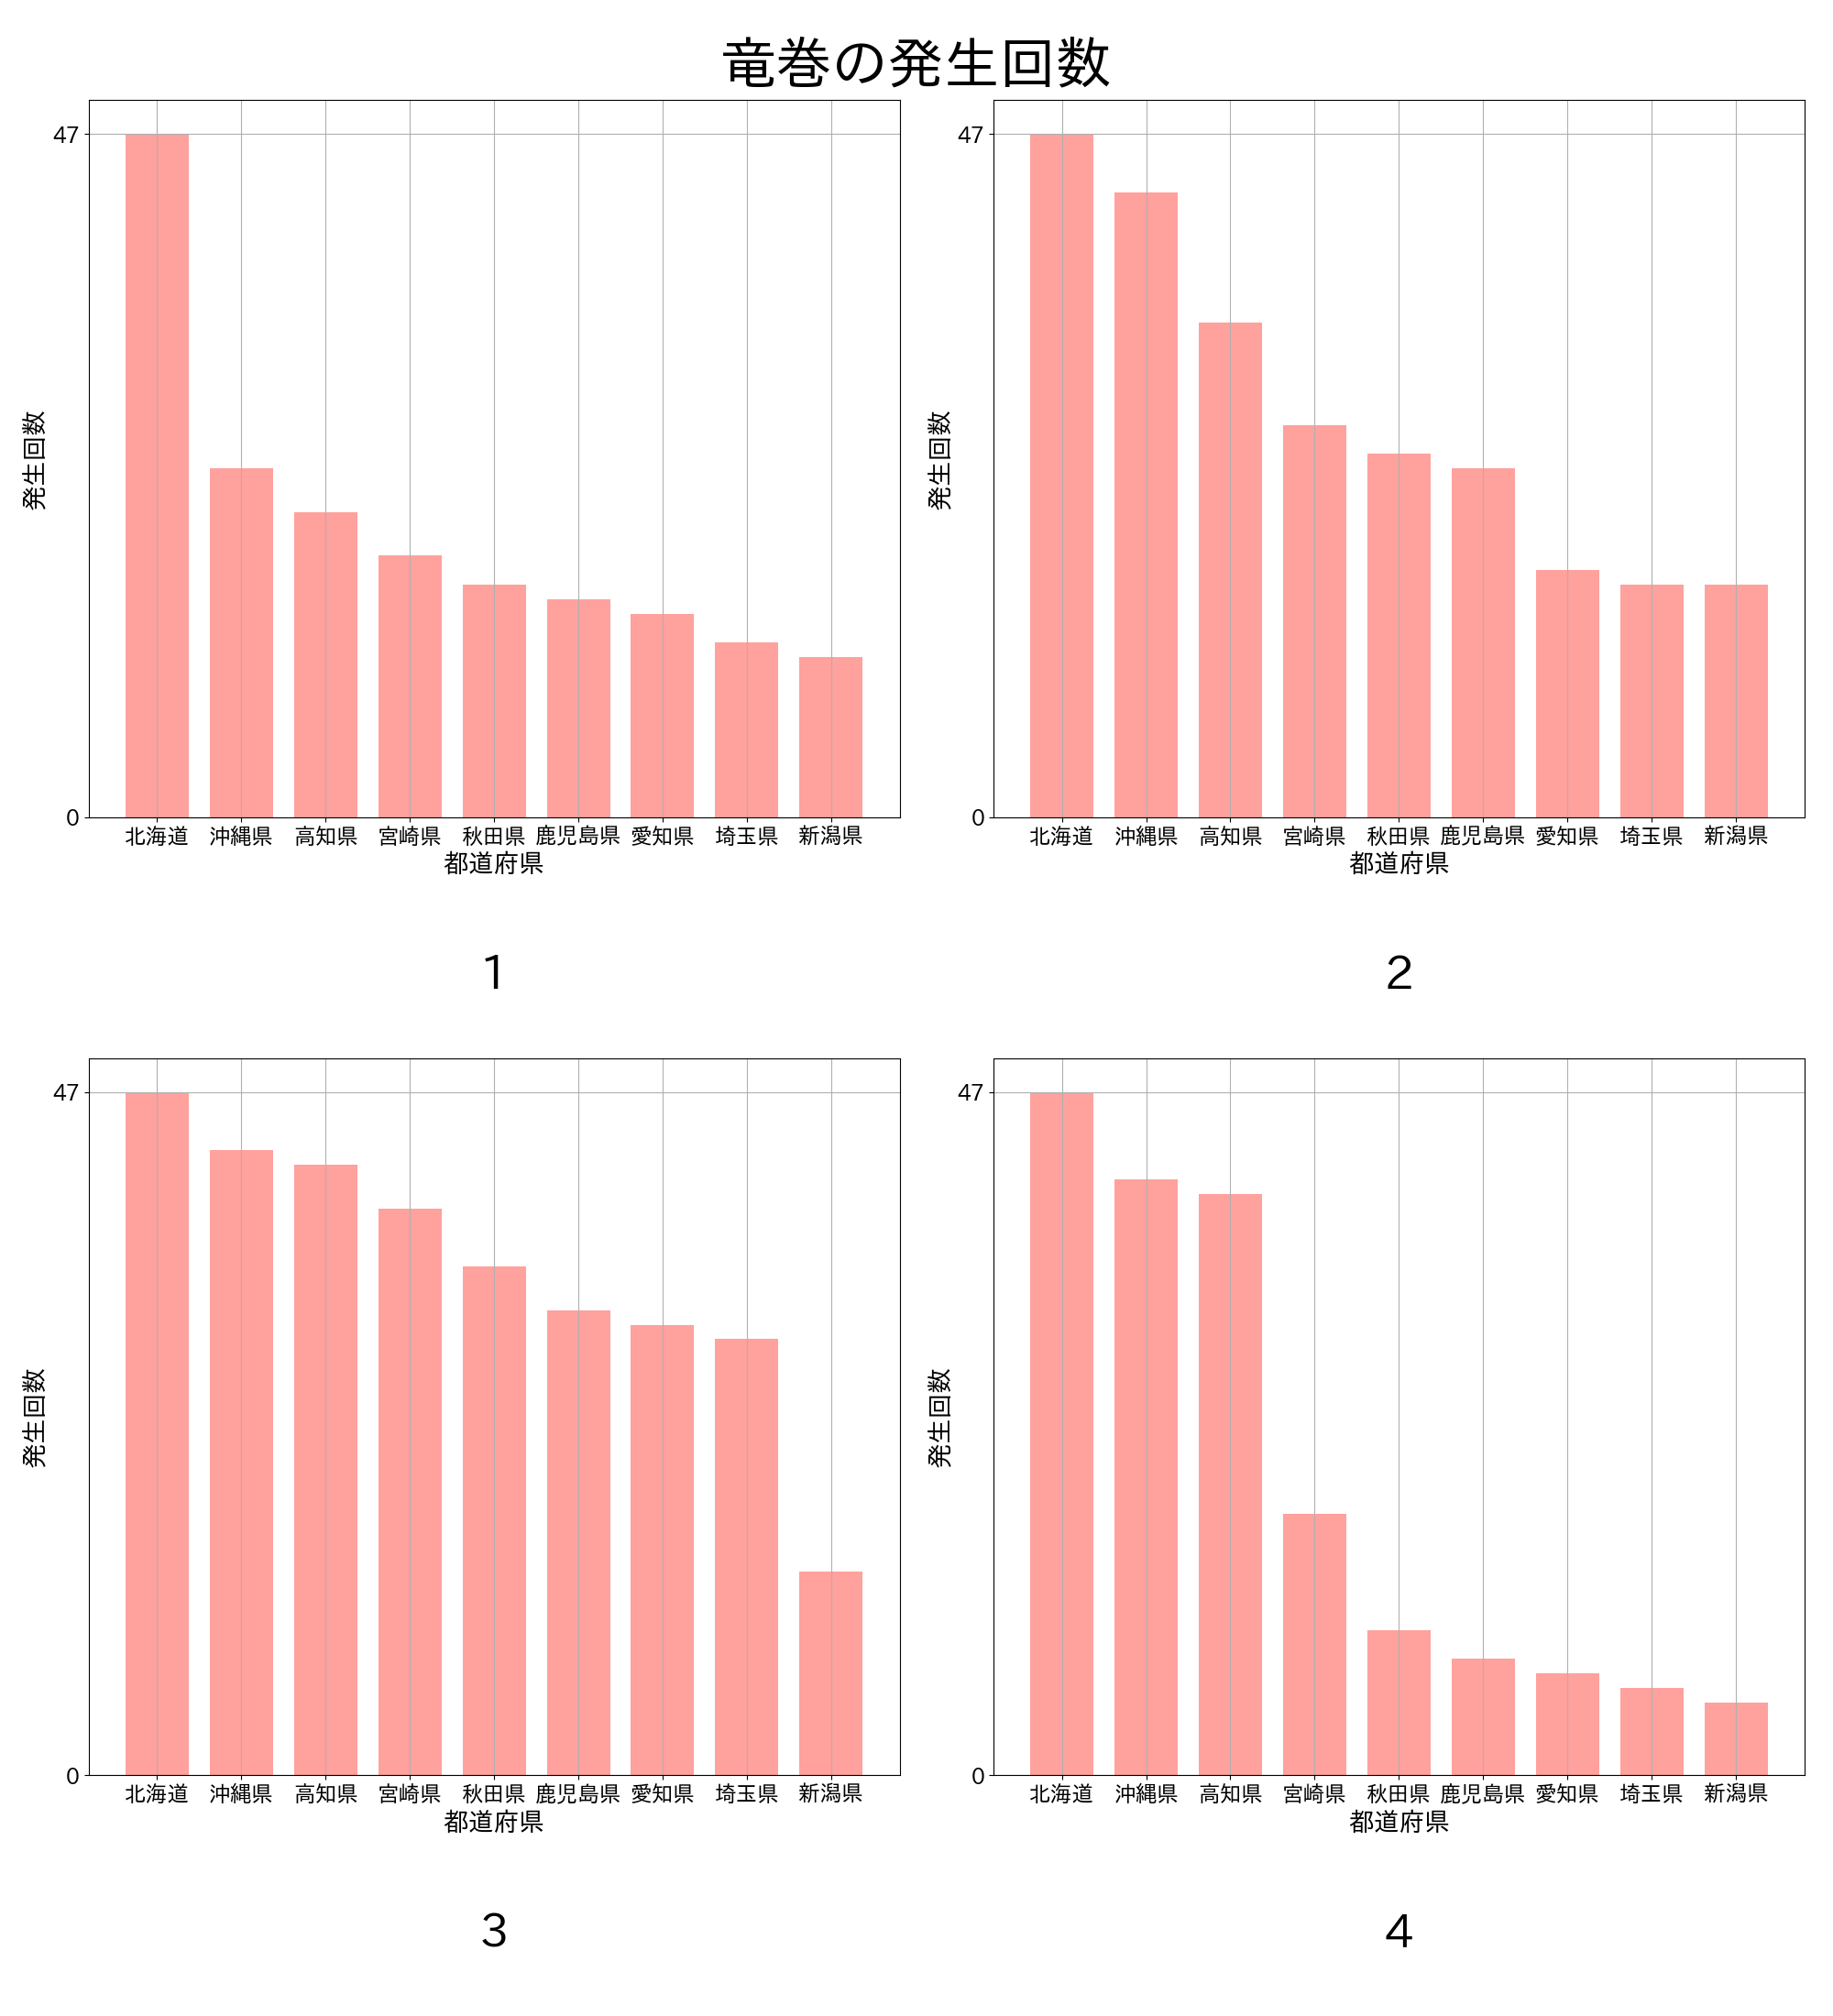 竜巻の発生回数
47
0
発生回数
北海道 沖縄県 高知県 宮崎県 秋田県 鹿児島県 愛知県 埼玉県 新潟県
都道府県
1
47
0
発生回数
北海道 沖縄県 高知県 宮崎県 秋田県 鹿児島県 愛知県 埼玉県 新潟県
都道府県
2
47
0
発生回数
北海道 沖縄県 高知県 宮崎県 秋田県 鹿児島県 愛知県 埼玉県 新潟県
都道府県
3
47
0
発生回数
北海道 沖縄県 高知県 宮崎県 秋田県 鹿児島県 愛知県 埼玉県 新潟県
都道府県
4